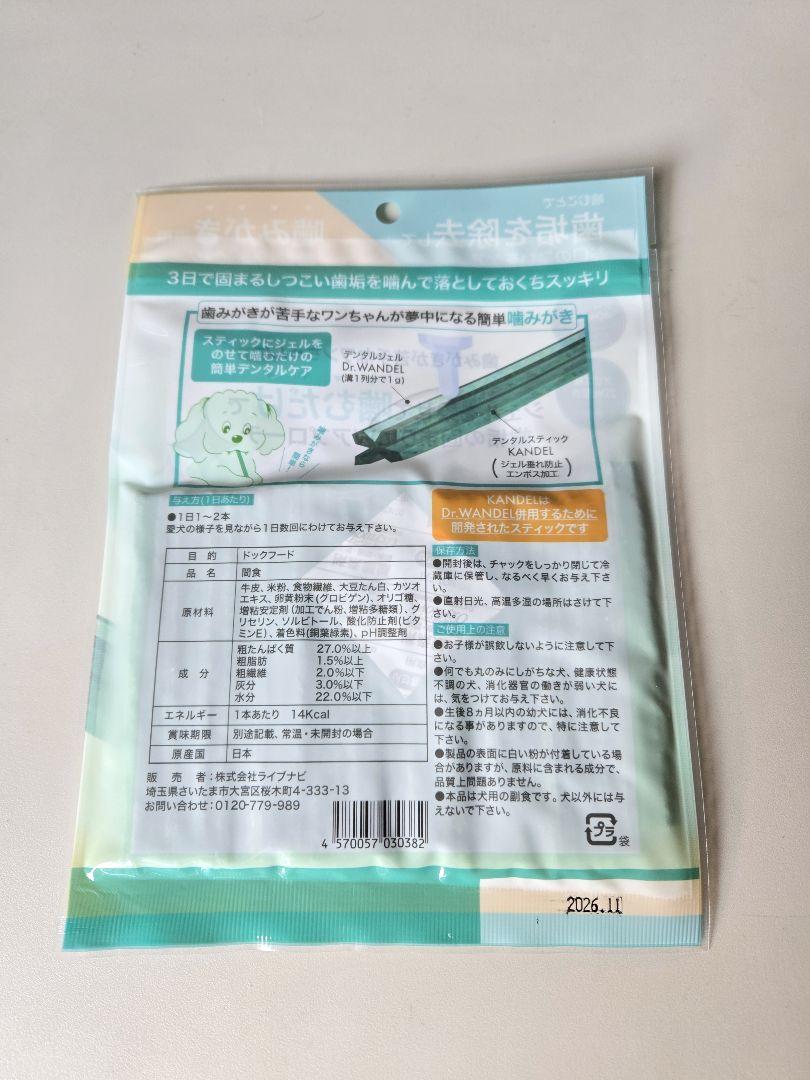 噛むことで
歯垢を除去して
噛みがき
3日で固まるしつこい歯垢を噛んで落としておくちスッキリ
歯みがきが苦手なワンちゃんが夢中になる簡単噛みがき
スティックにジェルを
のせて噛むだけの
簡単デンタルケア
デンタルジェル
Dr.WANDEL
(溝1列分で1g)
デンタルスティック
KANDEL
(ジェル垂れ防止
エンボス加工)
与え方(1日あたり)
●1日1〜2本
愛犬の様子を見ながら1日数回にわけてお与え下さい。
KANDELは
Dr.WANDEL併用するために
開発されたスティックです
目的 ドックフード
品名 間食
原材料 牛皮、米粉、食物繊維、大豆たん白、カツオ
エキス、卵黄粉末(グロビゲン)、オリゴ糖、
増粘安定剤(加工でん粉、増粘多糖類)、グ
リセリン、ソルビトール、酸化防止剤(ビタ
ミンE)、着色料(銅葉緑素)、pH調整剤
成分 粗たんぱく質 27.0%以上
粗脂肪 1.5%以上
粗繊維 2.0%以下
灰分 3.0%以下
水分 22.0%以下
エネルギー 1本あたり 14Kcal
賞味期限 別途記載、常温・未開封の場合
原産国 日本
販売者:株式会社ライブナビ
埼玉県さいたま市大宮区桜木町4-333-13
お問い合わせ:0120-779-989
4 570057 030382
保存方法
●開封後は、チャックをしっかり閉じて冷
蔵庫に保管し、なるべく早くお与え下さ
い。
●直射日光、高温多湿の場所はさけて下
さい。
ご使用上の注意
●お子様が誤飲しないように注意して下
さい。
●何でも丸のみにしがちな犬、健康状態
不調の犬、消化器官の働きが弱い犬に
は、気をつけてお与え下さい。
●生後8ヵ月以内の幼犬には、消化不良
になる事がありますので、特に注意して
下さい。
●製品の表面に白い粉が付着している場
合がありますが、原料に含まれる成分で、
品質上問題ありません。
●本品は犬用の副食です。犬以外には与
えないで下さい。
プラ
袋
2026.11